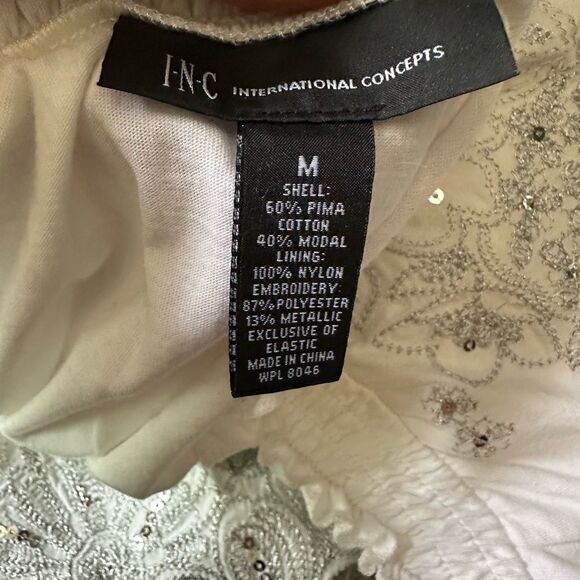 I·N·C INTERNATIONAL CONCEPTS
M
SHELL:
60% PIMA
COTTON
40% MODAL
LINING:
100% NYLON
EMBROIDERY:
87%POLYESTER
13% METALLIC
EXCLUSIVE OF
ELASTIC
MADE IN CHINA
WPL 8046